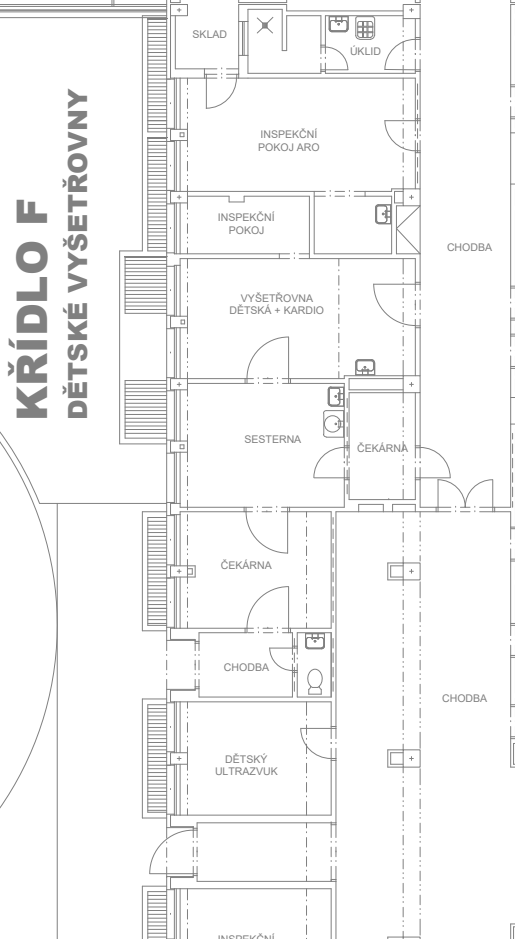 KŘÍDLO F
DĚTSKÉ VYŠETŘOVNY
SKLAD
ÚKLID
INSPEKČNÍ
POKOJ ARO
INSPEKČNÍ
POKOJ
CHODBA
VYŠETŘOVNA
DĚTSKÁ + KARDIO
SESTERNA
ČEKÁRNA
ČEKÁRNA
CHODBA
CHODBA
DĚTSKÝ
ULTRAZVUK
INSPEKČNÍ